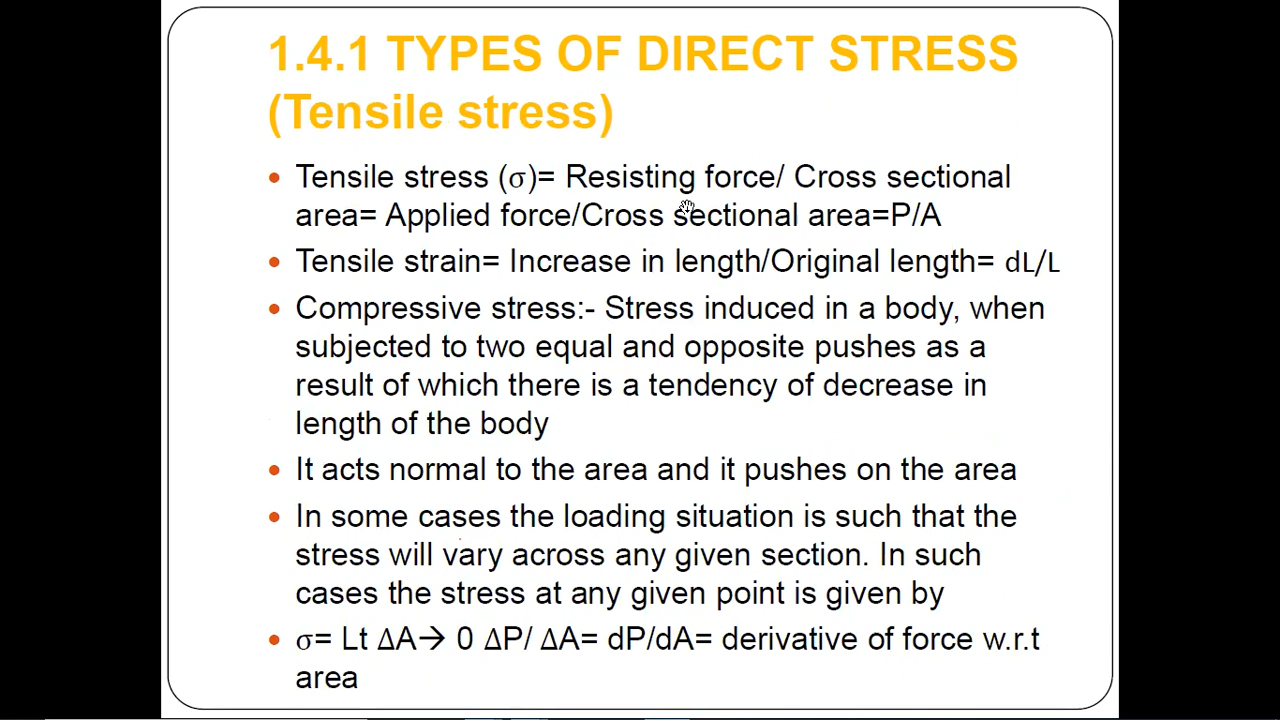 1.4.1 TYPES OF DIRECT STRESS
(Tensile stress)
• Tensile stress (σ)= Resisting force/ Cross sectional
area= Applied force/Cross sectional area=P/A
• Tensile strain= Increase in length/Original length= dL/L
• Compressive stress:- Stress induced in a body, when
subjected to two equal and opposite pushes as a
result of which there is a tendency of decrease in
length of the body
• It acts normal to the area and it pushes on the area
• In some cases the loading situation is such that the
stress will vary across any given section. In such
cases the stress at any given point is given by
• σ= Lt ΔA→ 0 ΔP/ ΔA= dP/dA= derivative of force w.r.t
area